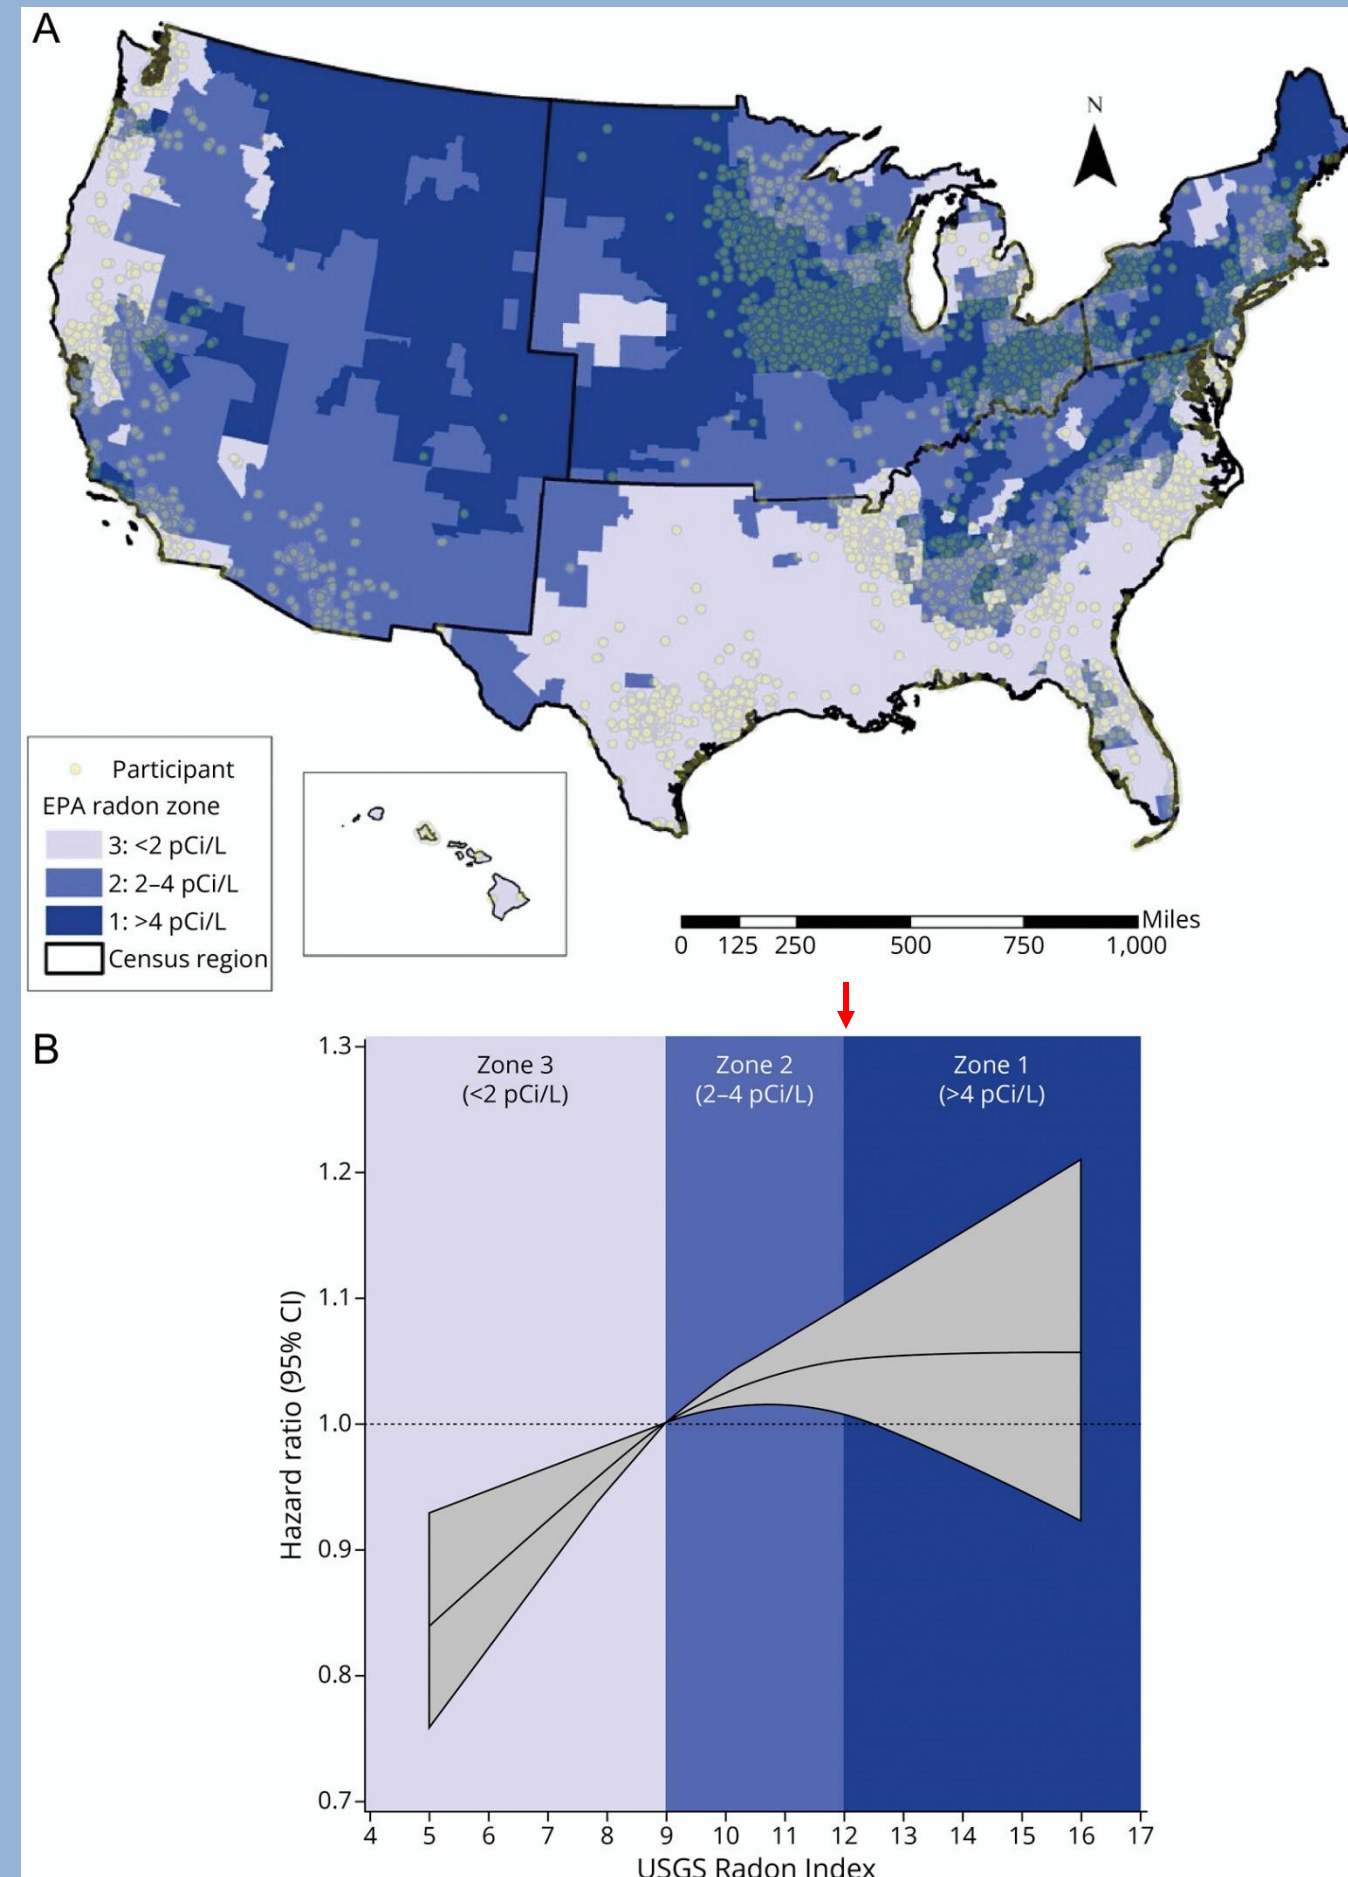 A
N
Participant
EPA radon zone
3: <2 pCi/L
2: 2–4 pCi/L
1: >4 pCi/L
Census region
Miles
0 125 250 500 750 1,000
B
Zone 3
(<2 pCi/L)
Zone 2
(2–4 pCi/L)
Zone 1
(>4 pCi/L)
Hazard ratio (95% CI)
1.3
1.2
1.1
1.0
0.9
0.8
0.7
4 5 6 7 8 9 10 11 12 13 14 15 16 17
USGS Radon Index